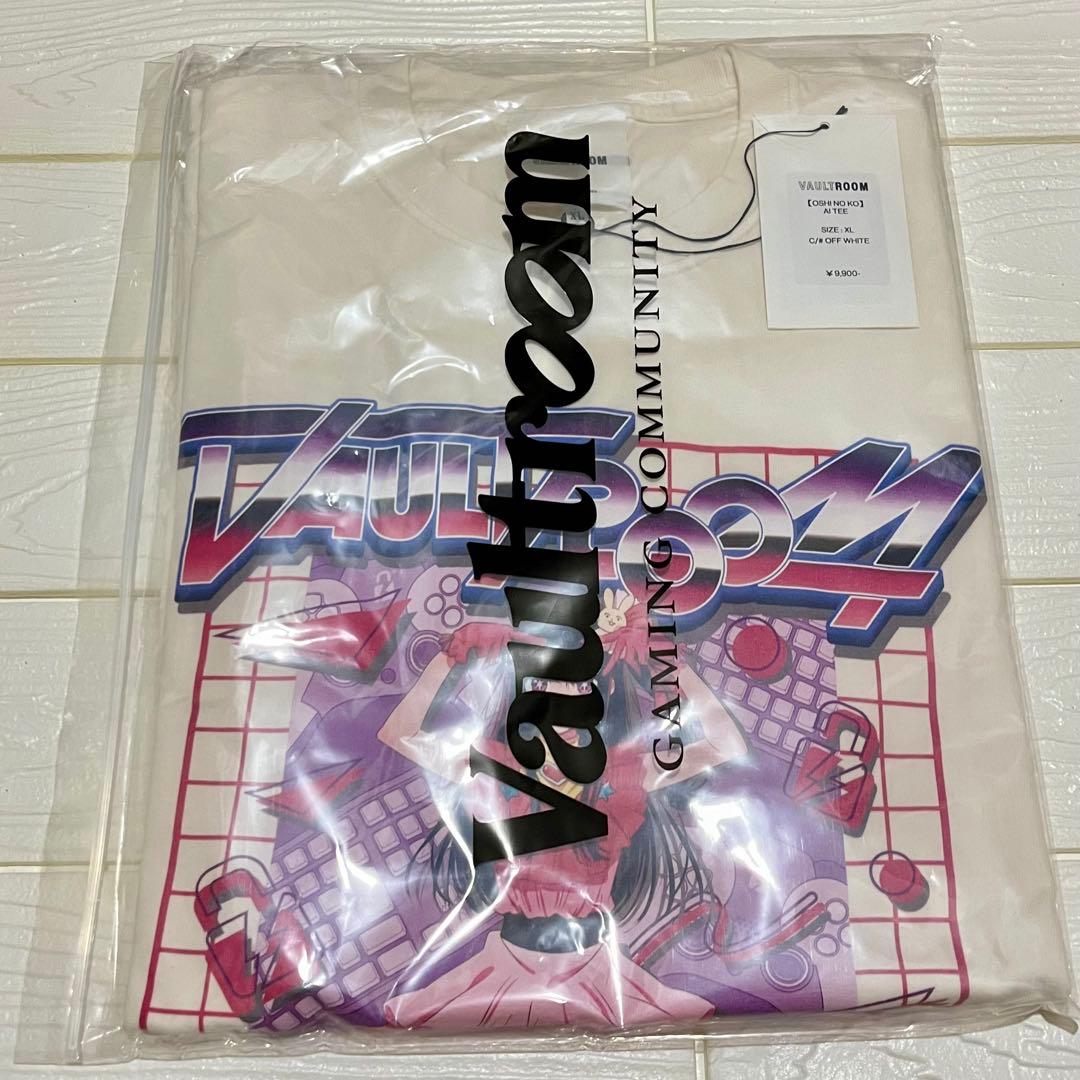 Vaultroom
GAMING COMMUNITY
XL
VAULTROOM
【OSHI NO KO】
AI TEE
SIZE : XL
C/# OFF WHITE
¥9,900-
VAULTROOM